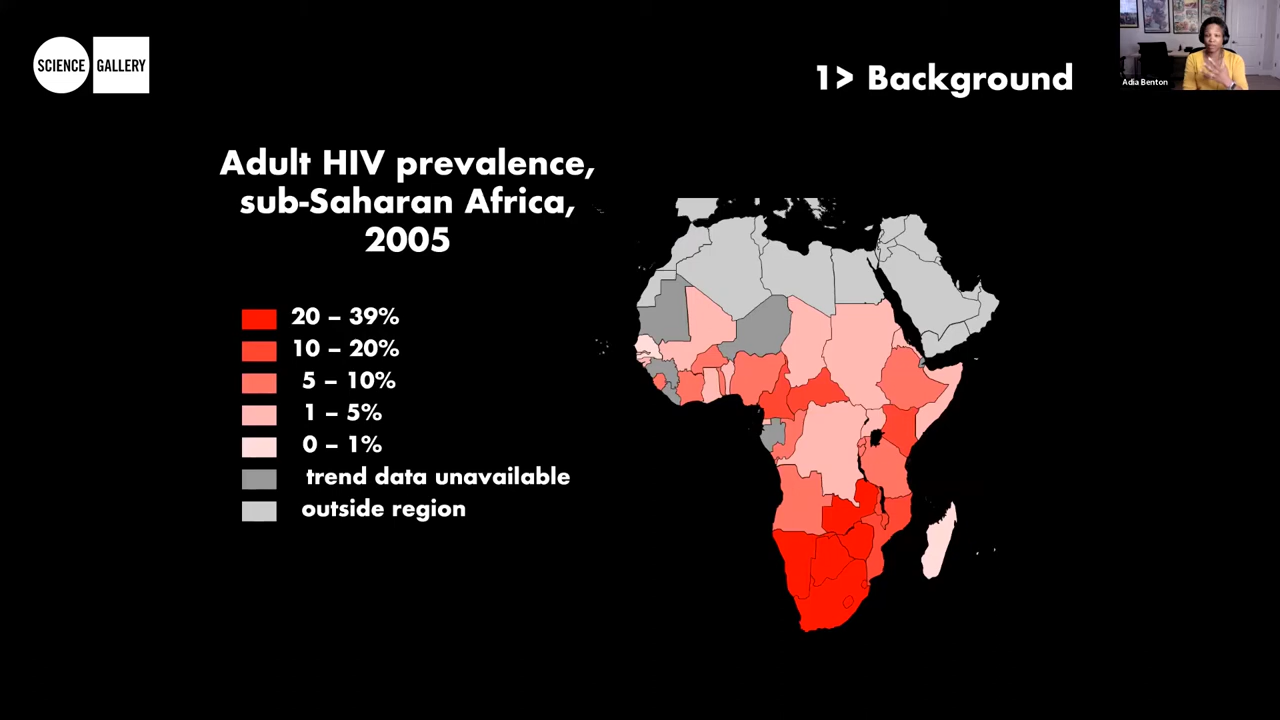 SCIENCE GALLERY
1> Background
Adia Benton
Adult HIV prevalence,
sub-Saharan Africa,
2005
20 – 39%
10 – 20%
5 – 10%
1 – 5%
0 – 1%
trend data unavailable
outside region